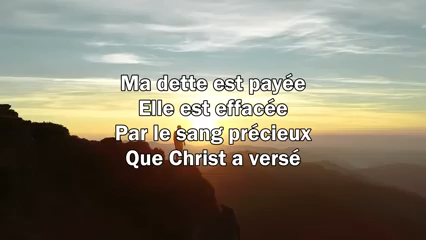 Ma dette est payée
Elle est effacée
Par le sang précieux
Que Christ a versé